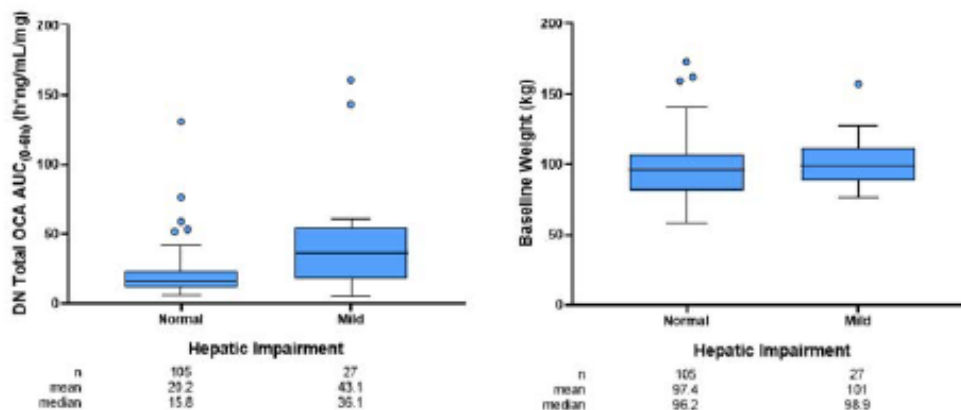 DN Total OCA AUC(0-6h) (h*ng/mL/mg)
200
150
100
50
0
Normal Mild
Hepatic Impairment
n 105 27
mean 20.2 43.1
median 15.8 36.1
Baseline Weight (kg)
200
150
100
50
0
Normal Mild
Hepatic Impairment
n 105 27
mean 97.4 101
median 96.2 98.9